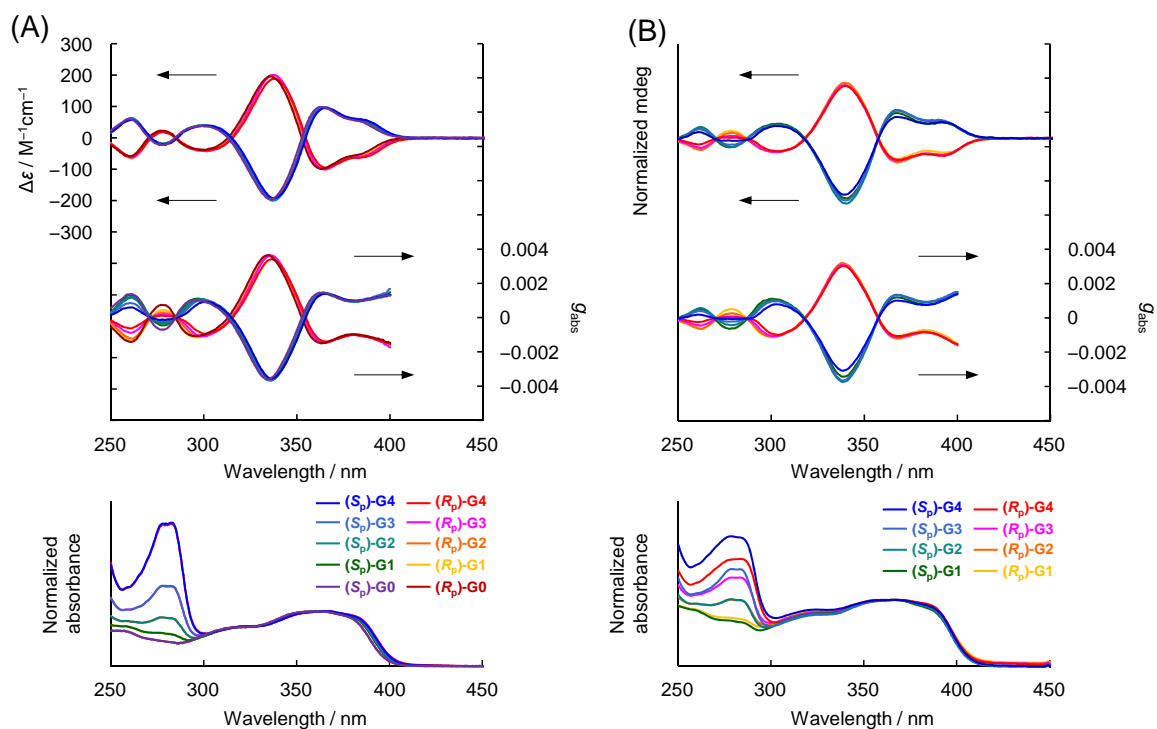 (A)
300
200
100
0
−100
−200
−300
Δε / M⁻¹cm⁻¹
0.004
0.002
0
−0.002
−0.004
gabs
250 300 350 400 450
Wavelength / nm
(Sp)-G4 (Rp)-G4
(Sp)-G3 (Rp)-G3
(Sp)-G2 (Rp)-G2
(Sp)-G1 (Rp)-G1
(Sp)-G0 (Rp)-G0
Normalized
absorbance
250 300 350 400 450
Wavelength / nm
(B)
Normalized mdeg
0.004
0.002
0
−0.002
−0.004
gabs
250 300 350 400 450
Wavelength / nm
(Sp)-G4 (Rp)-G4
(Sp)-G3 (Rp)-G3
(Sp)-G2 (Rp)-G2
(Sp)-G1 (Rp)-G1
Normalized
absorbance
250 300 350 400 450
Wavelength / nm